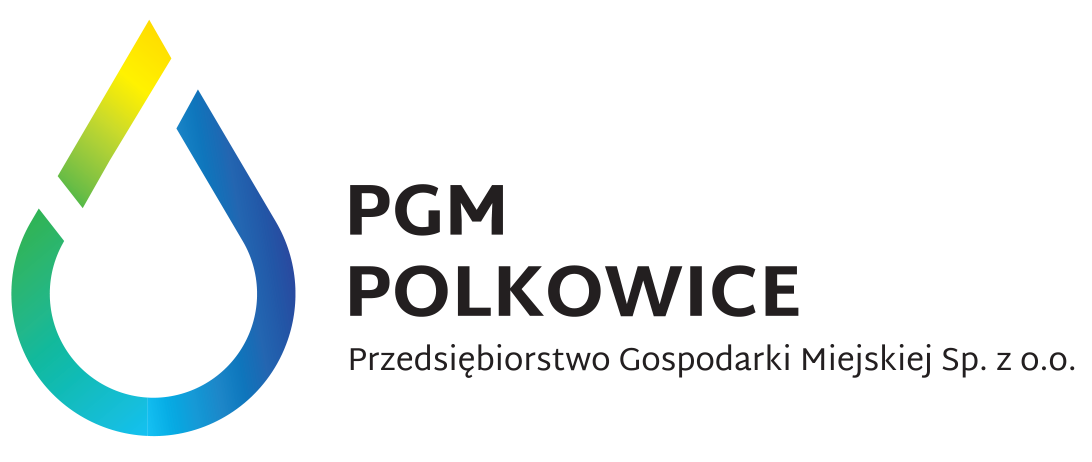 PGM
POLKOWICE
Przedsiębiorstwo Gospodarki Miejskiej Sp. z o.o.